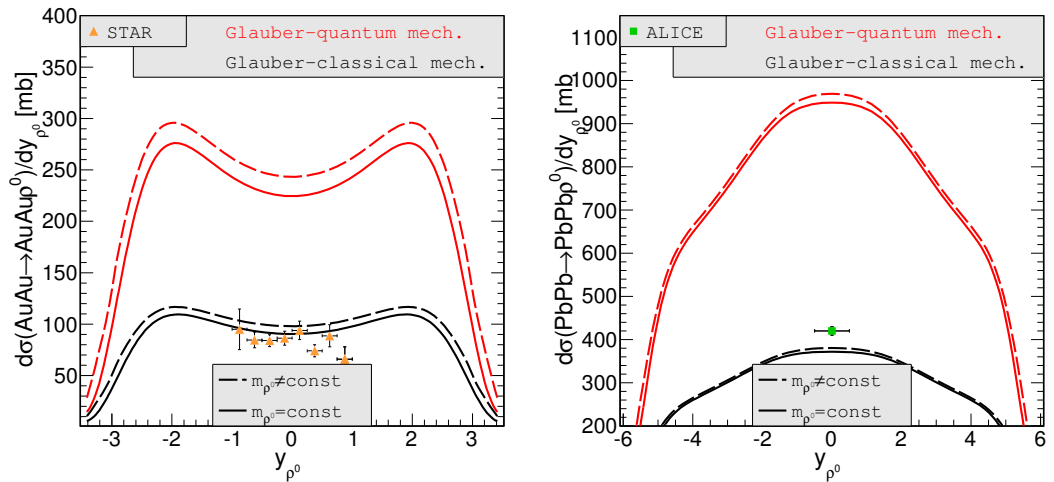 dσ(AuAu→AuAuρ⁰)/dy_ρ⁰ [mb]
400
350
300
250
200
150
100
50
STAR
Glauber-quantum mech.
Glauber-classical mech.
m_ρ⁰≠const
m_ρ⁰=const
-3 -2 -1 0 1 2 3
y_ρ⁰
dσ(PbPb→PbPbρ⁰)/dy_ρ⁰ [mb]
1100
1000
900
800
700
600
500
400
300
200
ALICE
Glauber-quantum mech.
Glauber-classical mech.
m_ρ⁰≠const
m_ρ⁰=const
-6 -4 -2 0 2 4 6
y_ρ⁰